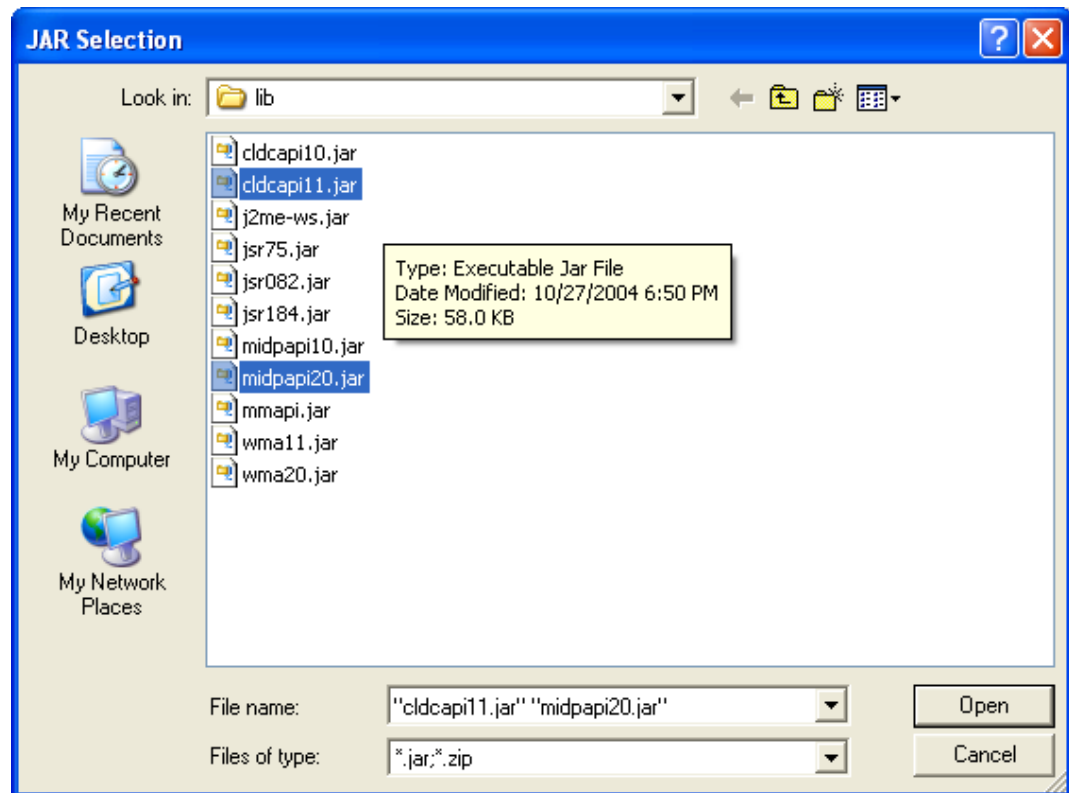 JAR Selection
Look in:
lib
My Recent
Documents
Desktop
My Computer
My Network
Places
cldcapi10.jar
cldcapi11.jar
j2me-ws.jar
jsr75.jar
jsr082.jar
jsr184.jar
midpapi10.jar
midpapi20.jar
mmapi.jar
wma11.jar
wma20.jar
Type: Executable Jar File
Date Modified: 10/27/2004 6:50 PM
Size: 58.0 KB
File name:
"cldcapi11.jar" "midpapi20.jar"
Open
Files of type:
*.jar;*.zip
Cancel